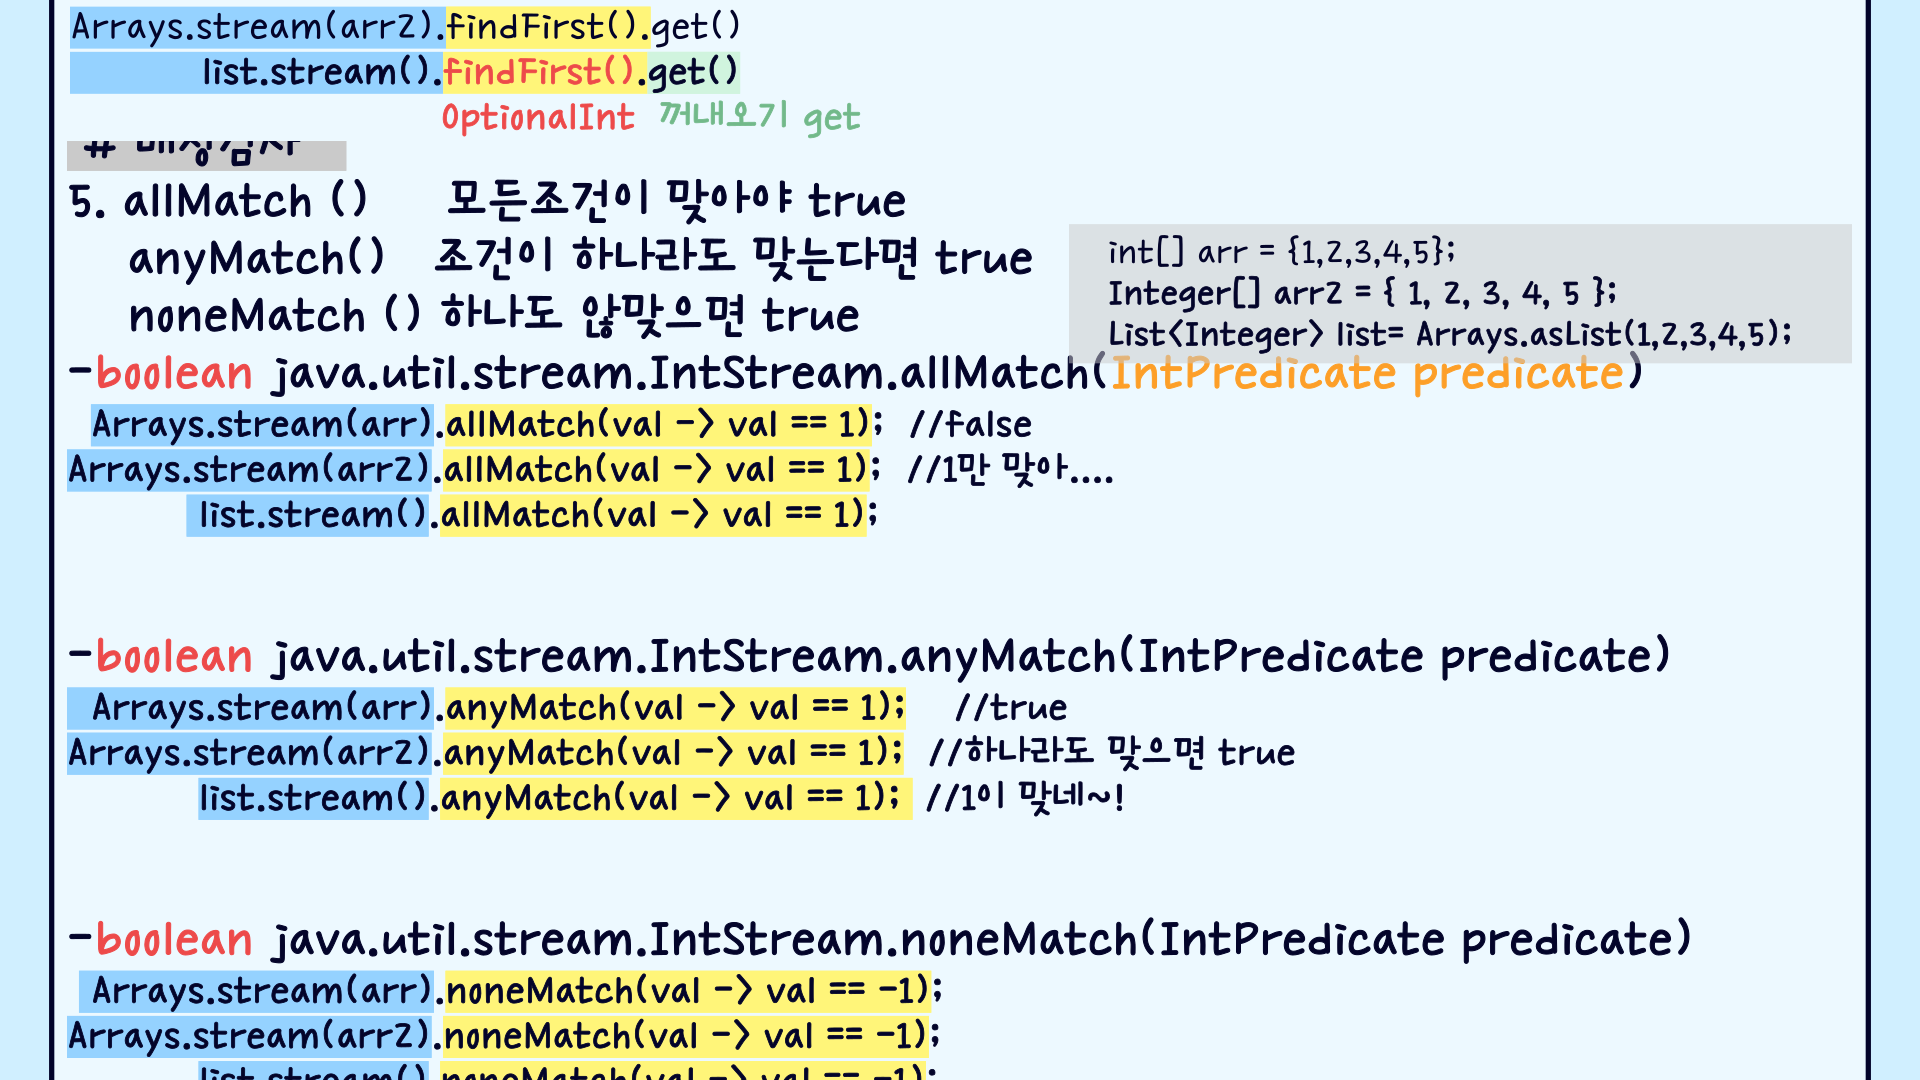 Arrays.stream(arr2).findFirst().get()
list.stream().findFirst().get()
OptionalInt 꺼내오기 get
#
5. allMatch () 모든조건이 맞아야 true
anyMatch() 조건이 하나라도 맞는다면 true
noneMatch () 하나도 않맞으면 true
int[] arr = {1,2,3,4,5};
Integer[] arr2 = { 1, 2, 3, 4, 5 };
List<Integer> list= Arrays.asList(1,2,3,4,5);
-boolean java.util.stream.IntStream.allMatch(IntPredicate predicate)
Arrays.stream(arr).allMatch(val -> val == 1); //false
Arrays.stream(arr2).allMatch(val -> val == 1); //1만 맞아....
list.stream().allMatch(val -> val == 1);
-boolean java.util.stream.IntStream.anyMatch(IntPredicate predicate)
Arrays.stream(arr).anyMatch(val -> val == 1); //true
Arrays.stream(arr2).anyMatch(val -> val == 1); //하나라도 맞으면 true
list.stream().anyMatch(val -> val == 1); //1이 맞네~!
-boolean java.util.stream.IntStream.noneMatch(IntPredicate predicate)
Arrays.stream(arr).noneMatch(val -> val == -1);
Arrays.stream(arr2).noneMatch(val -> val == -1);
list.stream().noneMatch(val -> val == -1);